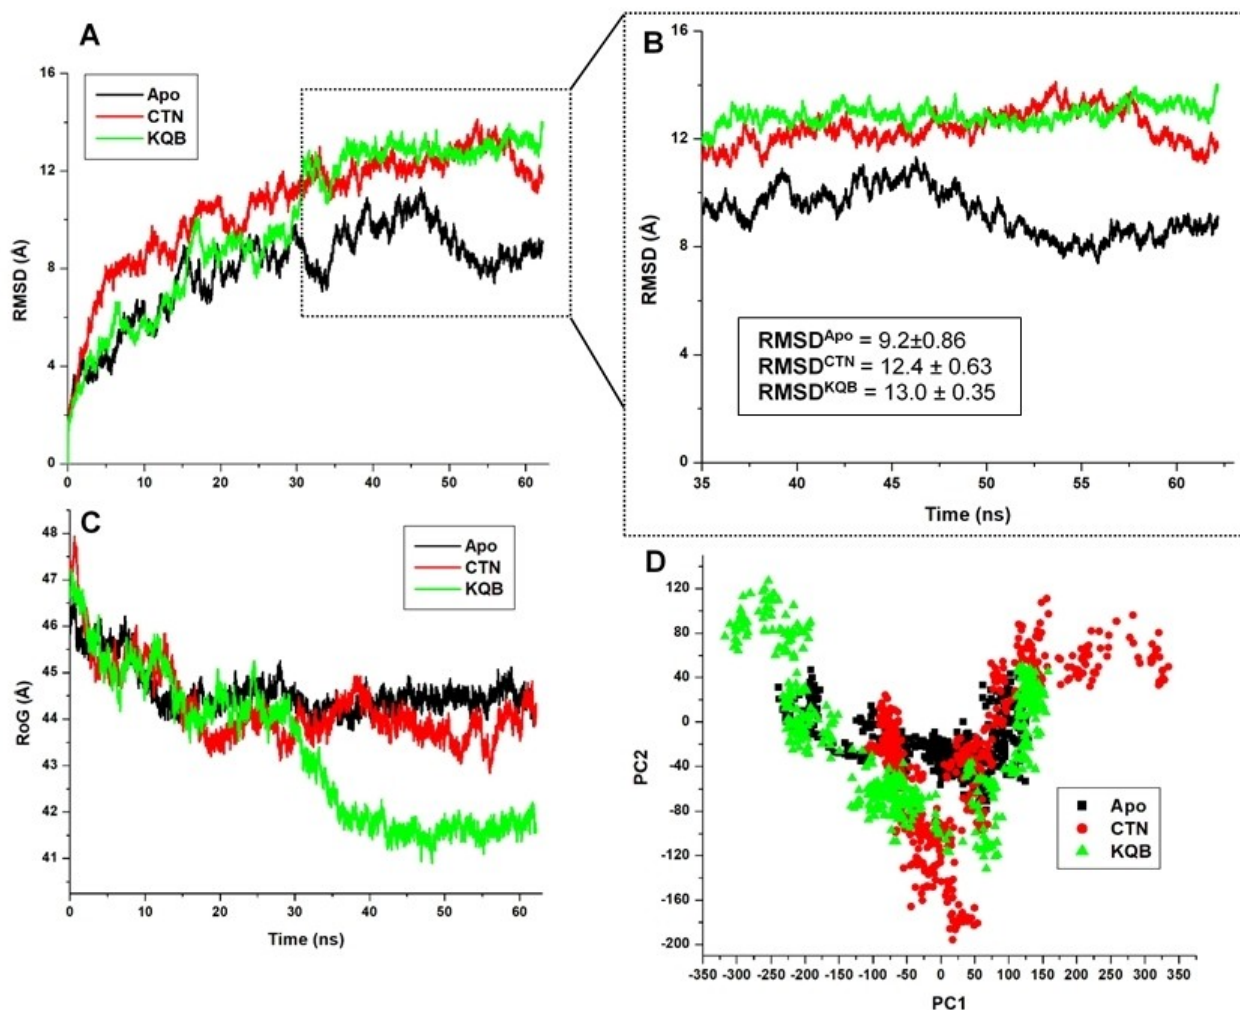 A
16
12
8
4
0
RMSD (Å)
Apo
CTN
KQB
0 10 20 30 40 50 60
B
16
12
8
4
0
RMSD (Å)
RMSD^Apo = 9.2±0.86
RMSD^CTN = 12.4 ± 0.63
RMSD^KQB = 13.0 ± 0.35
35 40 45 50 55 60
Time (ns)
C
48
47
46
45
44
43
42
41
RoG (Å)
Apo
CTN
KQB
0 10 20 30 40 50 60
Time (ns)
D
120
80
40
0
-40
-80
-120
-160
-200
PC2
Apo
CTN
KQB
-350 -300 -250 -200 -150 -100 -50 0 50 100 150 200 250 300 350
PC1